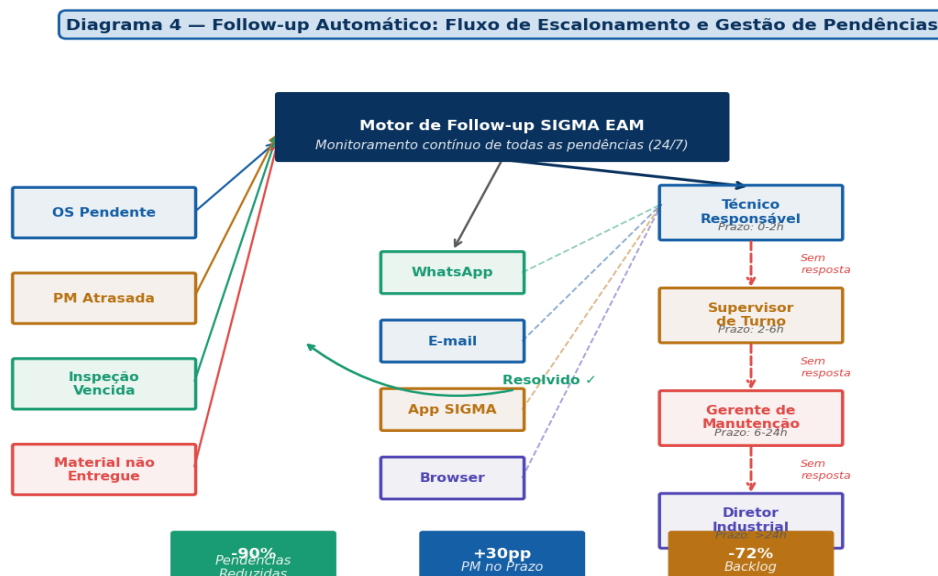 Diagrama 4 — Follow-up Automático: Fluxo de Escalonamento e Gestão de Pendências
Motor de Follow-up SIGMA EAM
Monitoramento contínuo de todas as pendências (24/7)
OS Pendente
PM Atrasada
Inspeção
Vencida
Material não
Entregue
WhatsApp
E-mail
App SIGMA
Browser
Resolvido ✓
Técnico
Responsável
Prazo: 0-2h
Sem
resposta
Supervisor
de Turno
Prazo: 2-6h
Sem
resposta
Gerente de
Manutenção
Prazo: 6-24h
Sem
resposta
Diretor
Industrial
Prazo: >24h
-90%
Pendências
Reduzidas
+30pp
PM no Prazo
-72%
Backlog